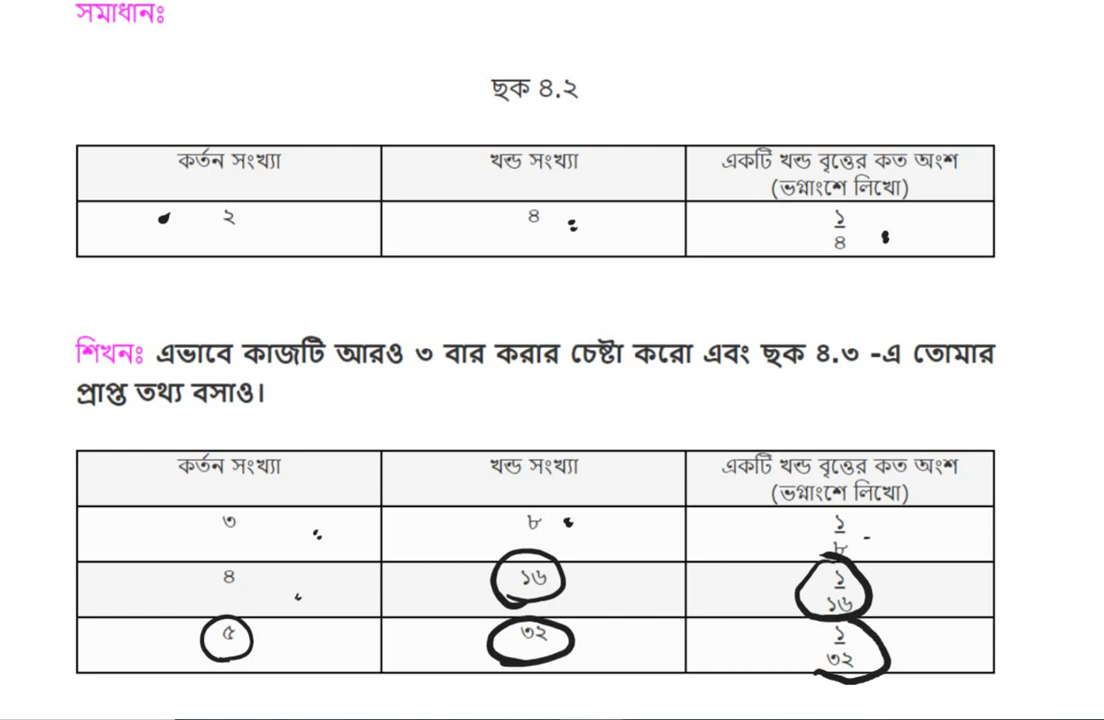 সমাধানঃ
ছক ৪.২
কর্তন সংখ্যা খন্ড সংখ্যা একটি খন্ড বৃত্তের কত অংশ
(ভগ্নাংশে লিখো)
২ ৪ ১
৪
শিখনঃ এভাবে কাজটি আরও ৩ বার করার চেষ্টা করো এবং ছক ৪.৩ -এ তোমার
প্রাপ্ত তথ্য বসাও।
কর্তন সংখ্যা খন্ড সংখ্যা একটি খন্ড বৃত্তের কত অংশ
(ভগ্নাংশে লিখো)
৩ ৮ ১
৮
৪ ১৬ ১
১৬
৫ ৩২ ১
৩২